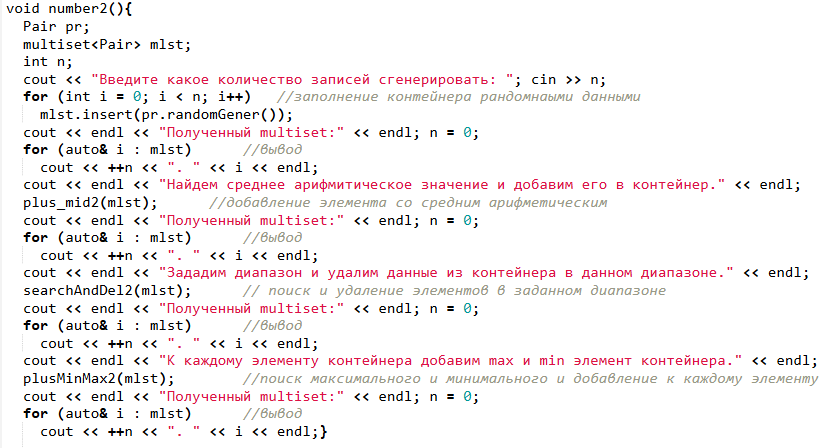 void number2(){
Pair pr;
multiset<Pair> mlst;
int n;
cout << "Введите какое количество записей сгенерировать: "; cin >> n;
for (int i = 0; i < n; i++)   //заполнение контейнера рандомнаыми данными
mlst.insert(pr.randomGener());
cout << endl << "Полученный multiset:" << endl; n = 0;
for (auto& i : mlst)      //вывод
cout << ++n << ". " << i << endl;
cout << endl << "Найдем среднее арифмитическое значение и добавим его в контейнер." << endl;
plus_mid2(mlst);      //добавление элемента со средним арифметическим
cout << endl << "Полученный multiset:" << endl; n = 0;
for (auto& i : mlst)      //вывод
cout << ++n << ". " << i << endl;
cout << endl << "Зададим диапазон и удалим данные из контейнера в данном диапазоне." << endl;
searchAndDel2(mlst);      // поиск и удаление элементов в заданном диапазоне
cout << endl << "Полученный multiset:" << endl; n = 0;
for (auto& i : mlst)      //вывод
cout << ++n << ". " << i << endl;
cout << endl << "К каждому элементу контейнера добавим max и min элемент контейнера." << endl;
plusMinMax2(mlst);        //поиск максимального и минимального и добавление к каждому элементу
cout << endl << "Полученный multiset:" << endl; n = 0;
for (auto& i : mlst)      //вывод
cout << ++n << ". " << i << endl;}